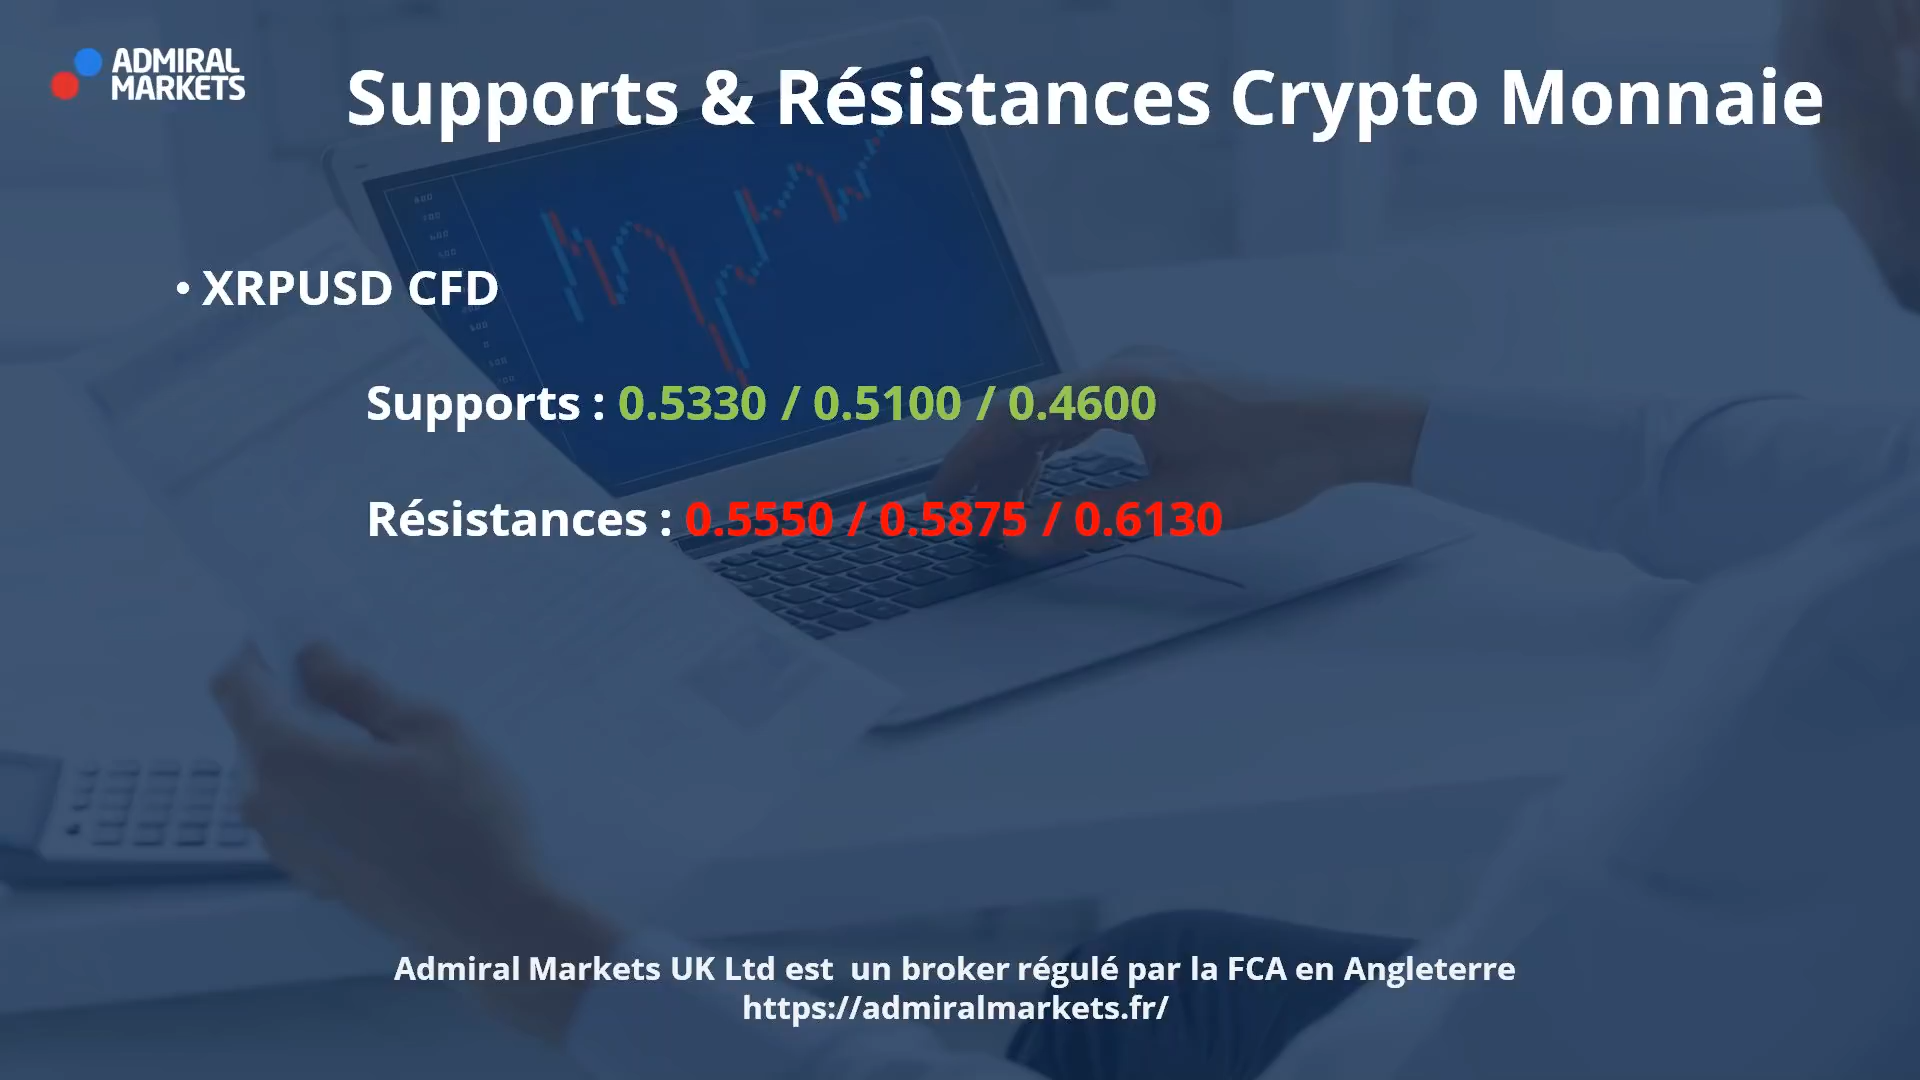 ADMIRAL
MARKETS
Supports & Résistances Crypto Monnaie
• XRPUSD CFD
Supports : 0.5330 / 0.5100 / 0.4600
Résistances : 0.5550 / 0.5875 / 0.6130
Admiral Markets UK Ltd est  un broker régulé par la FCA en Angleterre
https://admiralmarkets.fr/